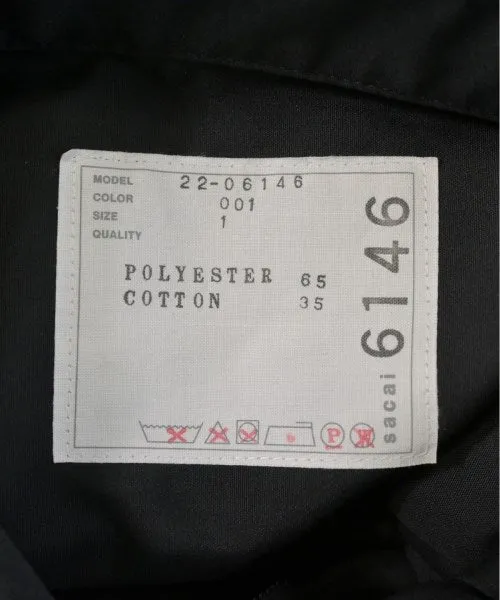 MODEL 22-06146
COLOR 001
SIZE 1
QUALITY
POLYESTER 65
COTTON 35
P W
sacai 6146